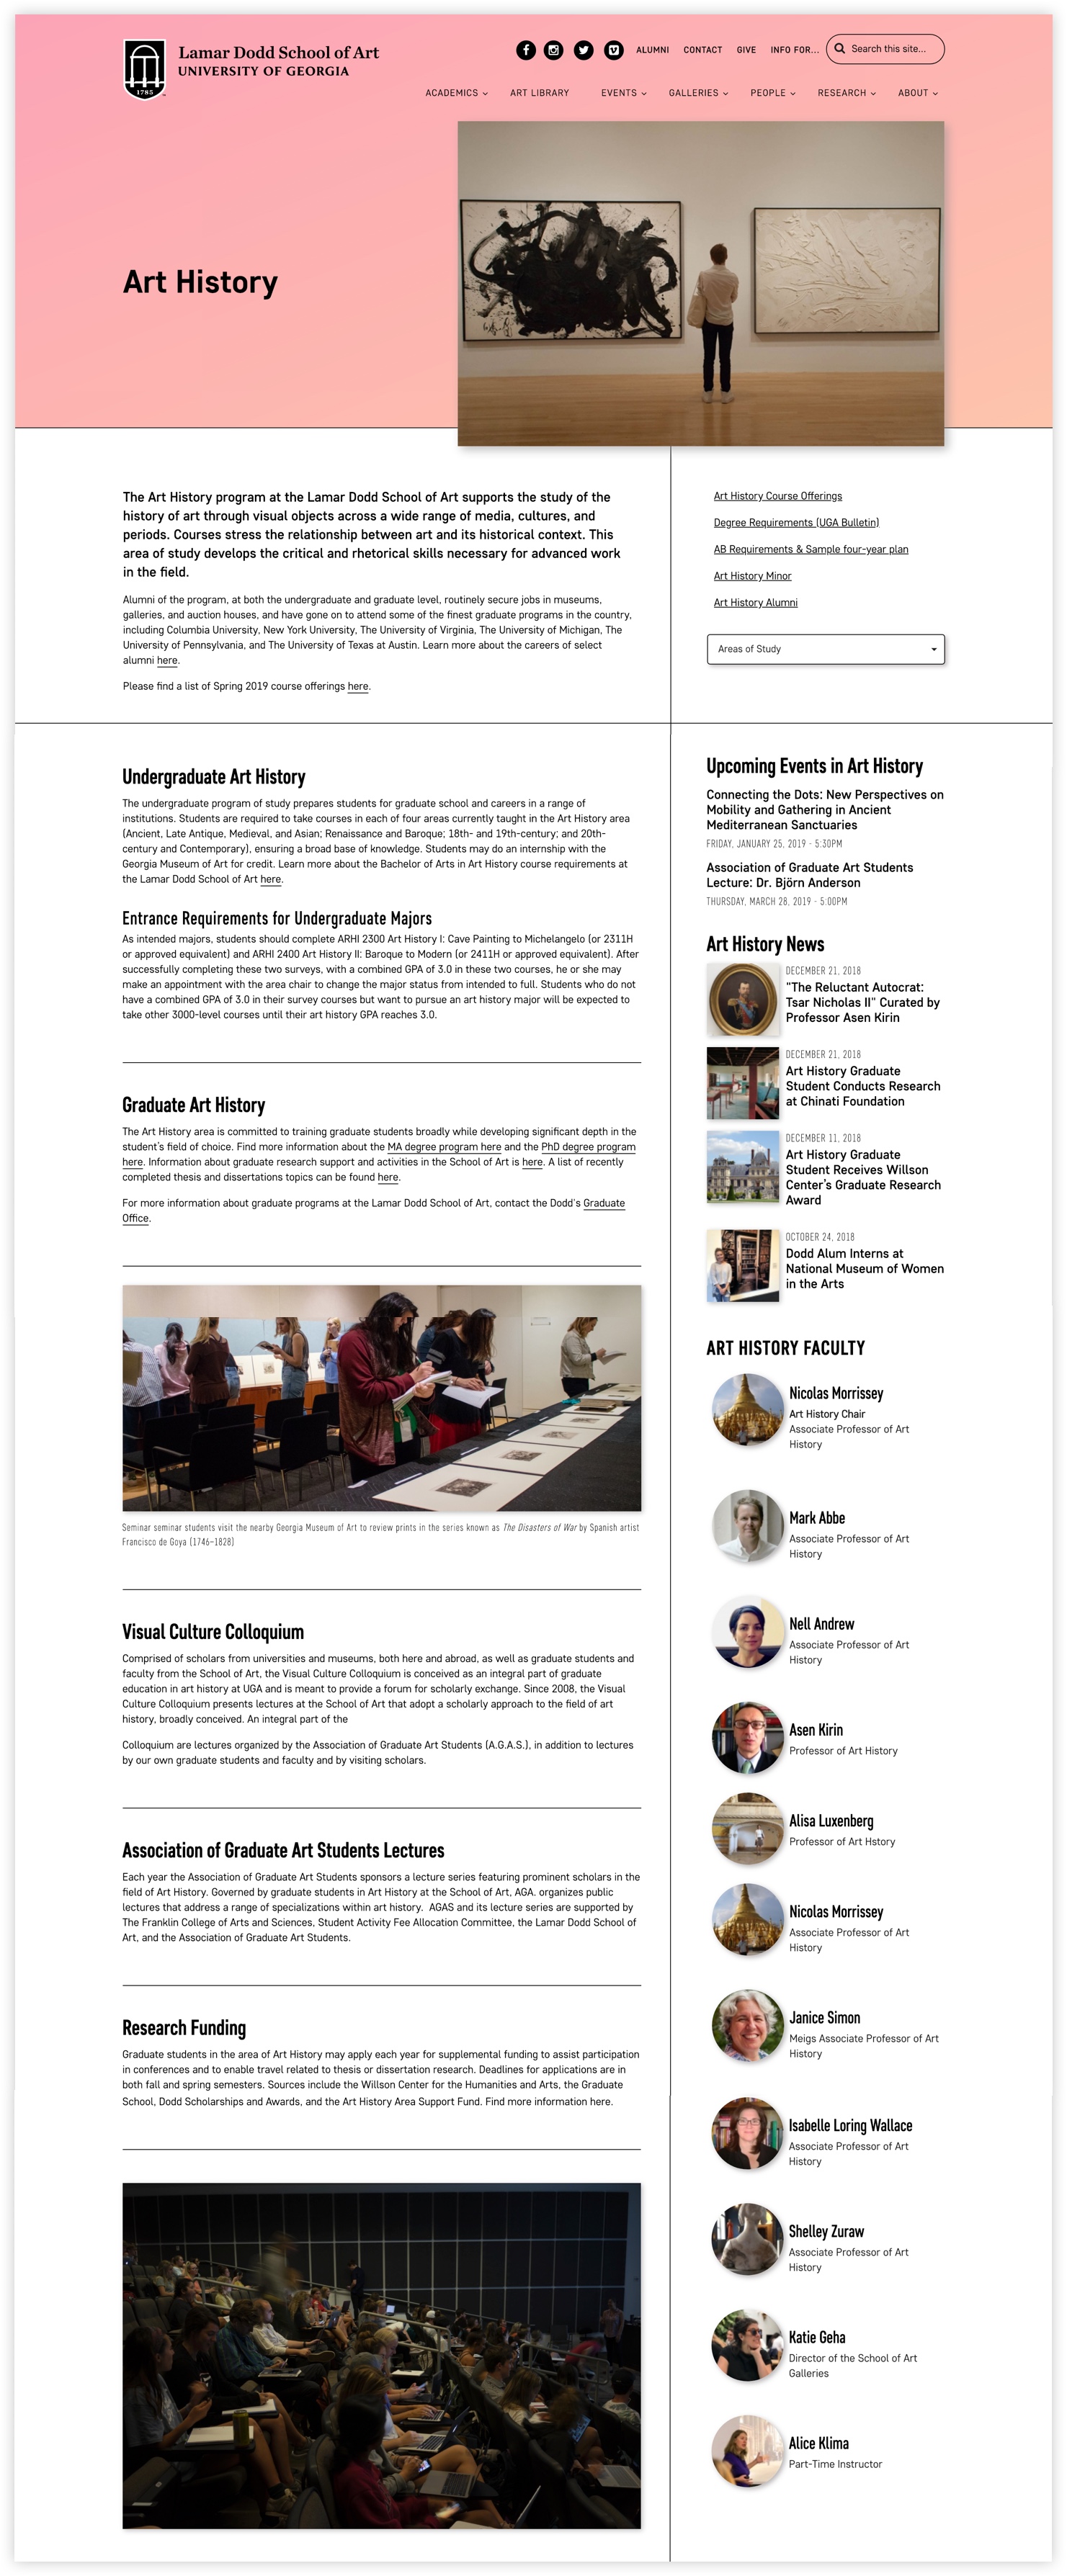 Lamar Dodd School of Art
UNIVERSITY OF GEORGIA
1785
ALUMNI CONTACT GIVE INFO FOR... Search this site...
ACADEMICS ART LIBRARY EVENTS GALLERIES PEOPLE RESEARCH ABOUT
Art History
The Art History program at the Lamar Dodd School of Art supports the study of the
history of art through visual objects across a wide range of media, cultures, and
periods. Courses stress the relationship between art and its historical context. This
area of study develops the critical and rhetorical skills necessary for advanced work
in the field.
Alumni of the program, at both the undergraduate and graduate level, routinely secure jobs in museums,
galleries, and auction houses, and have gone on to attend some of the finest graduate programs in the country,
including Columbia University, New York University, The University of Virginia, The University of Michigan, The
University of Pennsylvania, and The University of Texas at Austin. Learn more about the careers of select
alumni here.
Please find a list of Spring 2019 course offerings here.
Art History Course Offerings
Degree Requirements (UGA Bulletin)
AB Requirements & Sample four-year plan
Art History Minor
Art History Alumni
Areas of Study
Undergraduate Art History
The undergraduate program of study prepares students for graduate school and careers in a range of
institutions. Students are required to take courses in each of four areas currently taught in the Art History area
(Ancient, Late Antique, Medieval, and Asian; Renaissance and Baroque; 18th- and 19th-century; and 20th-
century and Contemporary), ensuring a broad base of knowledge. Students may do an internship with the
Georgia Museum of Art for credit. Learn more about the Bachelor of Arts in Art History course requirements at
the Lamar Dodd School of Art here.
Entrance Requirements for Undergraduate Majors
As intended majors, students should complete ARHI 2300 Art History I: Cave Painting to Michelangelo (or 2311H
or approved equivalent) and ARHI 2400 Art History II: Baroque to Modern (or 2411H or approved equivalent). After
successfully completing these two surveys, with a combined GPA of 3.0 in these two courses, he or she may
make an appointment with the area chair to change the major status from intended to full. Students who do not
have a combined GPA of 3.0 in their survey courses but want to pursue an art history major will be expected to
take other 3000-level courses until their art history GPA reaches 3.0.
Graduate Art History
The Art History area is committed to training graduate students broadly while developing significant depth in the
student's field of choice. Find more information about the MA degree program here and the PhD degree program
here. Information about graduate research support and activities in the School of Art is here. A list of recently
completed thesis and dissertations topics can be found here.
For more information about graduate programs at the Lamar Dodd School of Art, contact the Dodd's Graduate
Office.
Seminar seminar students visit the nearby Georgia Museum of Art to review prints in the series known as The Disasters of War by Spanish artist
Francisco de Goya (1746–1828)
Visual Culture Colloquium
Comprised of scholars from universities and museums, both here and abroad, as well as graduate students and
faculty from the School of Art, the Visual Culture Colloquium is conceived as an integral part of graduate
education in art history at UGA and is meant to provide a forum for scholarly exchange. Since 2008, the Visual
Culture Colloquium presents lectures at the School of Art that adopt a scholarly approach to the field of art
history, broadly conceived. An integral part of the
Colloquium are lectures organized by the Association of Graduate Art Students (A.G.A.S.), in addition to lectures
by our own graduate students and faculty and by visiting scholars.
Association of Graduate Art Students Lectures
Each year the Association of Graduate Art Students sponsors a lecture series featuring prominent scholars in the
field of Art History. Governed by graduate students in Art History at the School of Art, AGA. organizes public
lectures that address a range of specializations within art history. AGAS and its lecture series are supported by
The Franklin College of Arts and Sciences, Student Activity Fee Allocation Committee, the Lamar Dodd School of
Art, and the Association of Graduate Art Students.
Research Funding
Graduate students in the area of Art History may apply each year for supplemental funding to assist participation
in conferences and to enable travel related to thesis or dissertation research. Deadlines for applications are in
both fall and spring semesters. Sources include the Willson Center for the Humanities and Arts, the Graduate
School, Dodd Scholarships and Awards, and the Art History Area Support Fund. Find more information here.
Upcoming Events in Art History
Connecting the Dots: New Perspectives on
Mobility and Gathering in Ancient
Mediterranean Sanctuaries
FRIDAY, JANUARY 25, 2019 - 5:30PM
Association of Graduate Art Students
Lecture: Dr. Björn Anderson
THURSDAY, MARCH 28, 2019 - 5:00PM
Art History News
DECEMBER 21, 2018
"The Reluctant Autocrat:
Tsar Nicholas II" Curated by
Professor Asen Kirin
DECEMBER 21, 2018
Art History Graduate
Student Conducts Research
at Chinati Foundation
DECEMBER 11, 2018
Art History Graduate
Student Receives Willson
Center's Graduate Research
Award
OCTOBER 24, 2018
Dodd Alum Interns at
National Museum of Women
in the Arts
ART HISTORY FACULTY
Nicolas Morrissey
Art History Chair
Associate Professor of Art
History
Mark Abbe
Associate Professor of Art
History
Nell Andrew
Associate Professor of Art
History
Asen Kirin
Professor of Art History
Alisa Luxenberg
Professor of Art Hstory
Nicolas Morrissey
Associate Professor of Art
History
Janice Simon
Meigs Associate Professor of Art
History
Isabelle Loring Wallace
Associate Professor of Art
History
Shelley Zuraw
Associate Professor of Art
History
Katie Geha
Director of the School of Art
Galleries
Alice Klima
Part-Time Instructor